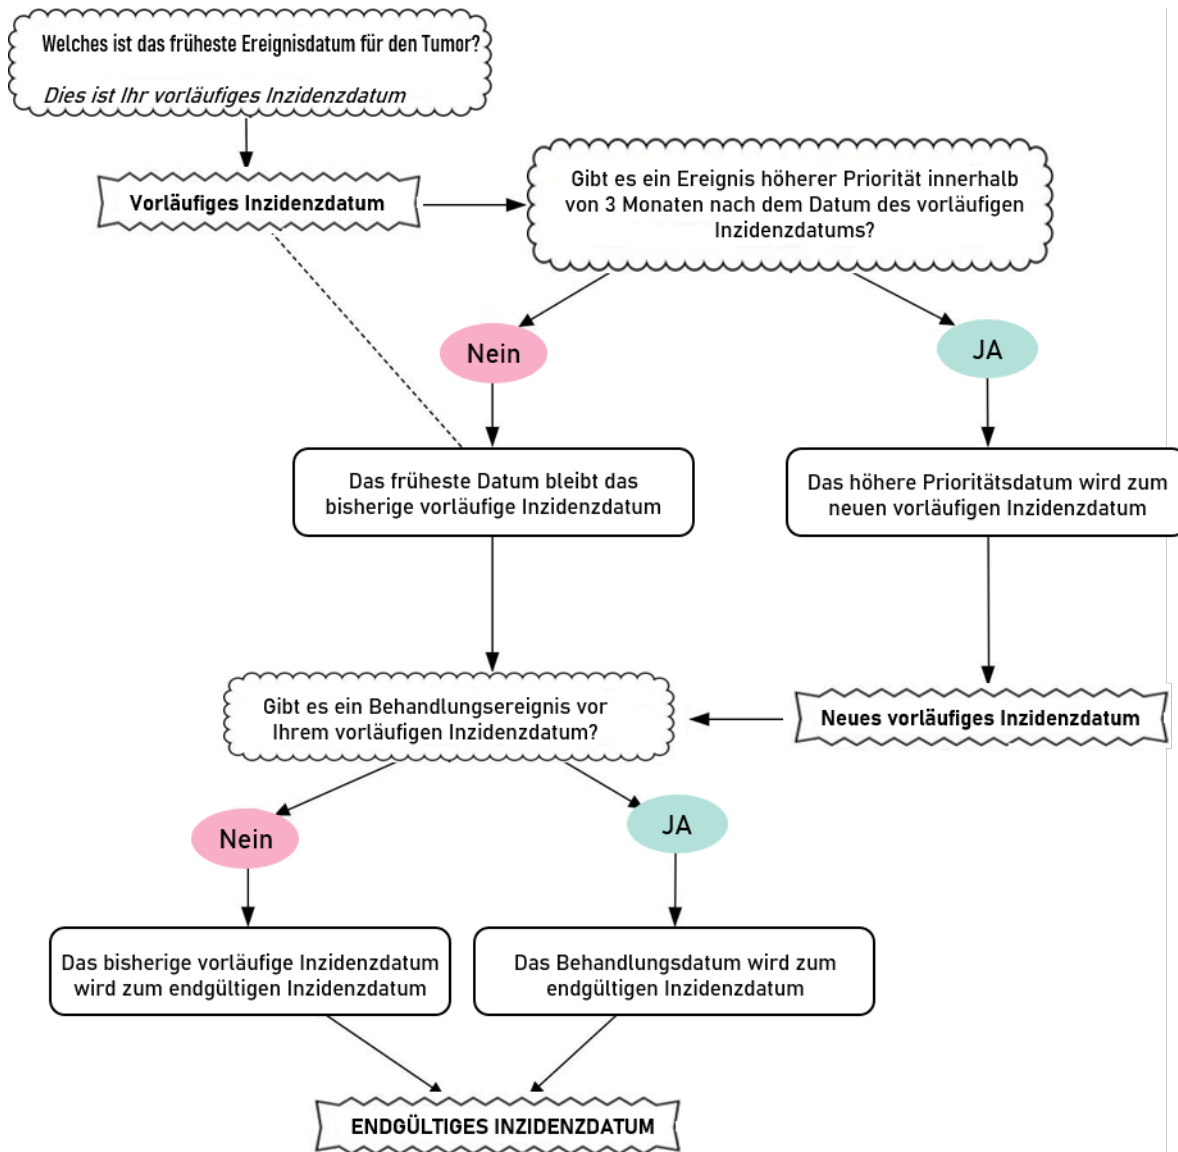 Welches ist das früheste Ereignisdatum für den Tumor?
Dies ist Ihr vorläufiges Inzidenzdatum
Vorläufiges Inzidenzdatum
Gibt es ein Ereignis höherer Priorität innerhalb
von 3 Monaten nach dem Datum des vorläufigen
Inzidenzdatums?
Nein
JA
Das früheste Datum bleibt das
bisherige vorläufige Inzidenzdatum
Das höhere Prioritätsdatum wird zum
neuen vorläufigen Inzidenzdatum
Gibt es ein Behandlungsereignis vor
Ihrem vorläufigen Inzidenzdatum?
Neues vorläufiges Inzidenzdatum
Nein
JA
Das bisherige vorläufige Inzidenzdatum
wird zum endgültigen Inzidenzdatum
Das Behandlungsdatum wird zum
endgültigen Inzidenzdatum
ENDGÜLTIGES INZIDENZDATUM